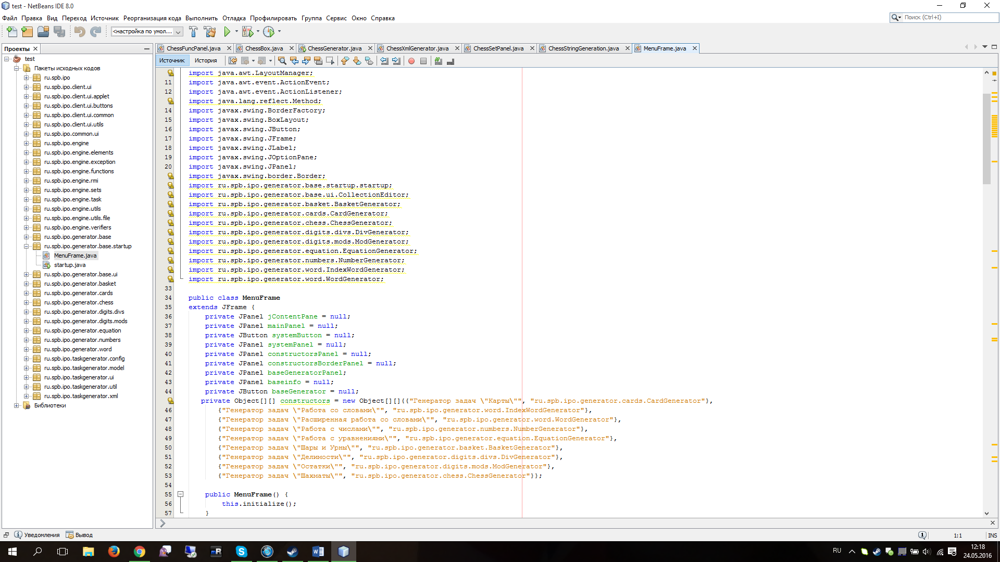 test - NetBeans IDE 8.0
Файл Правка Вид Переход Источник Реорганизация кода Выполнить Отладка Профилировать Группа Сервис Окно Справка
Поиск (Ctrl+I)
<настройка по умол...
Проекты
ChessFuncPanel.java ChessBox.java ChessGenerator.java ChessXmlGenerator.java ChessSetPanel.java ChessStringGeneration.java MenuFrame.java
Источник История
test
Пакеты исходных кодов
ru.spb.ipo
ru.spb.ipo.client.ui
ru.spb.ipo.client.ui.applet
ru.spb.ipo.client.ui.buttons
ru.spb.ipo.client.ui.common
ru.spb.ipo.client.ui.utils
ru.spb.ipo.common.ui
ru.spb.ipo.engine
ru.spb.ipo.engine.elements
ru.spb.ipo.engine.exception
ru.spb.ipo.engine.functions
ru.spb.ipo.engine.rmi
ru.spb.ipo.engine.sets
ru.spb.ipo.engine.task
ru.spb.ipo.engine.utils
ru.spb.ipo.engine.utils.file
ru.spb.ipo.engine.verifiers
ru.spb.ipo.generator.base
ru.spb.ipo.generator.base.startup
MenuFrame.java
startup.java
ru.spb.ipo.generator.base.ui
ru.spb.ipo.generator.basket
ru.spb.ipo.generator.cards
ru.spb.ipo.generator.chess
ru.spb.ipo.generator.digits.divs
ru.spb.ipo.generator.digits.mods
ru.spb.ipo.generator.equation
ru.spb.ipo.generator.numbers
ru.spb.ipo.generator.word
ru.spb.ipo.taskgenerator.config
ru.spb.ipo.taskgenerator.model
ru.spb.ipo.taskgenerator.ui
ru.spb.ipo.taskgenerator.util
ru.spb.ipo.taskgenerator.xml
Библиотеки
import java.awt.LayoutManager;
11 import java.awt.event.ActionEvent;
12 import java.awt.event.ActionListener;
import java.lang.reflect.Method;
14 import javax.swing.BorderFactory;
15 import javax.swing.BoxLayout;
16 import javax.swing.JButton;
17 import javax.swing.JFrame;
18 import javax.swing.JLabel;
19 import javax.swing.JOptionPane;
20 import javax.swing.JPanel;
import javax.swing.border.Border;
import ru.spb.ipo.generator.base.startup.startup;
import ru.spb.ipo.generator.base.ui.CollectionEditor;
import ru.spb.ipo.generator.basket.BasketGenerator;
import ru.spb.ipo.generator.cards.CardGenerator;
import ru.spb.ipo.generator.chess.ChessGenerator;
import ru.spb.ipo.generator.digits.divs.DivGenerator;
import ru.spb.ipo.generator.digits.mods.ModGenerator;
import ru.spb.ipo.generator.equation.EquationGenerator;
import ru.spb.ipo.generator.numbers.NumberGenerator;
import ru.spb.ipo.generator.word.IndexWordGenerator;
import ru.spb.ipo.generator.word.WordGenerator;
33
34 public class MenuFrame
35 extends JFrame {
36 private JPanel jContentPane = null;
37 private JPanel mainPanel = null;
38 private JButton systemButton = null;
39 private JPanel systemPanel = null;
40 private JPanel constructorsPanel = null;
41 private JPanel constructorsBorderPanel = null;
42 private JPanel baseGeneratorPanel;
43 private JPanel baseinfo = null;
44 private JButton baseGenerator = null;
private Object[][] constructors = new Object[][]{{"Генератор задач \"Карты\"", "ru.spb.ipo.generator.cards.CardGenerator"},
46 {"Генератор задач \"Работа со словами\"", "ru.spb.ipo.generator.word.IndexWordGenerator"},
47 {"Генератор задач \"Расширенная работа со словами\"", "ru.spb.ipo.generator.word.WordGenerator"},
48 {"Генератор задач \"Работа с числами\"", "ru.spb.ipo.generator.numbers.NumberGenerator"},
49 {"Генератор задач \"Работа с уравнениями\"", "ru.spb.ipo.generator.equation.EquationGenerator"},
50 {"Генератор задач \"Шары и Урны\"", "ru.spb.ipo.generator.basket.BasketGenerator"},
51 {"Генератор задач \"Делимости\"", "ru.spb.ipo.generator.digits.divs.DivGenerator"},
52 {"Генератор задач \"Остатки\"", "ru.spb.ipo.generator.digits.mods.ModGenerator"},
53 {"Генератор задач \"Шахматы\"", "ru.spb.ipo.generator.chess.ChessGenerator"}};
54
55 public MenuFrame() {
56 this.initialize();
57 }
Уведомления Вывод
1 1:1 INS
RU 12:18
24.05.2016